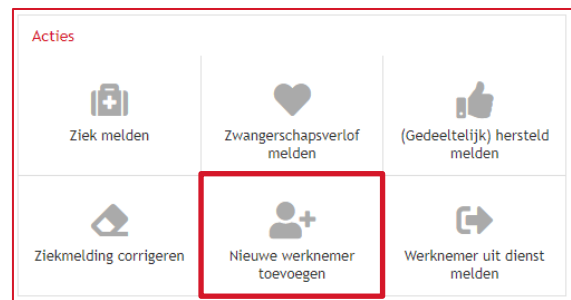 Acties
Ziek melden
Zwangerschapsverlof
melden
(Gedeeltelijk) hersteld
melden
Ziekmelding corrigeren
Nieuwe werknemer
toevoegen
Werknemer uit dienst
melden